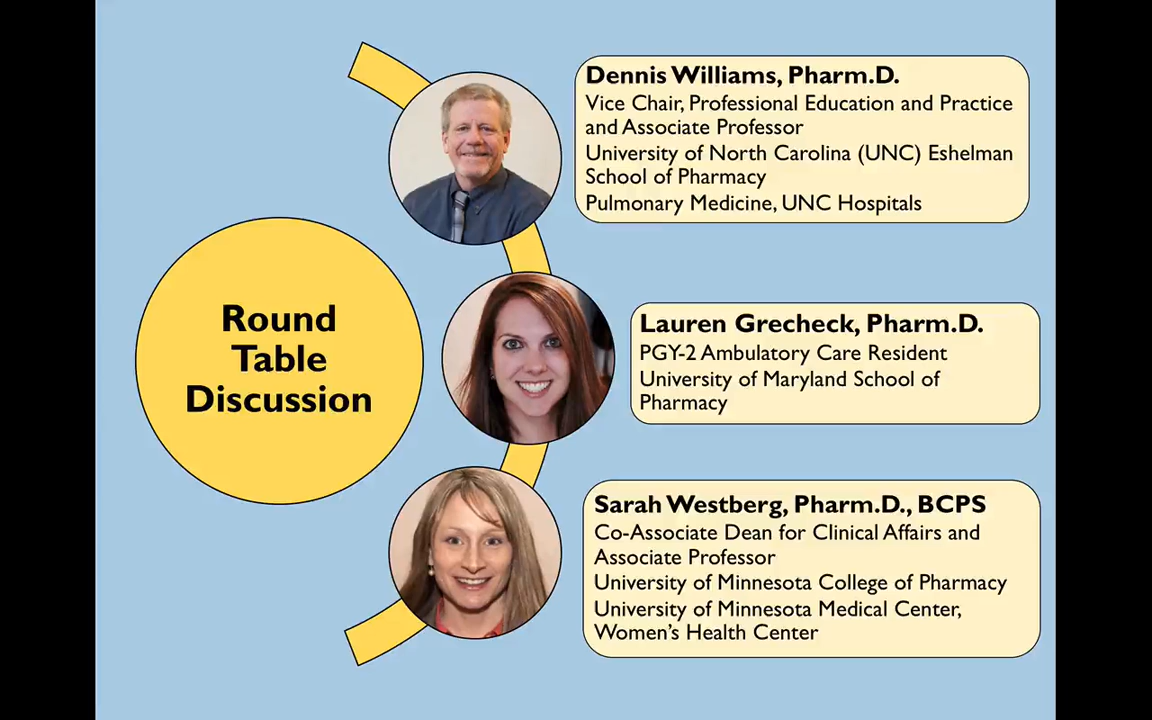 Round
Table
Discussion
Dennis Williams, Pharm.D.
Vice Chair, Professional Education and Practice
and Associate Professor
University of North Carolina (UNC) Eshelman
School of Pharmacy
Pulmonary Medicine, UNC Hospitals
Lauren Grecheck, Pharm.D.
PGY-2 Ambulatory Care Resident
University of Maryland School of
Pharmacy
Sarah Westberg, Pharm.D., BCPS
Co-Associate Dean for Clinical Affairs and
Associate Professor
University of Minnesota College of Pharmacy
University of Minnesota Medical Center,
Women’s Health Center